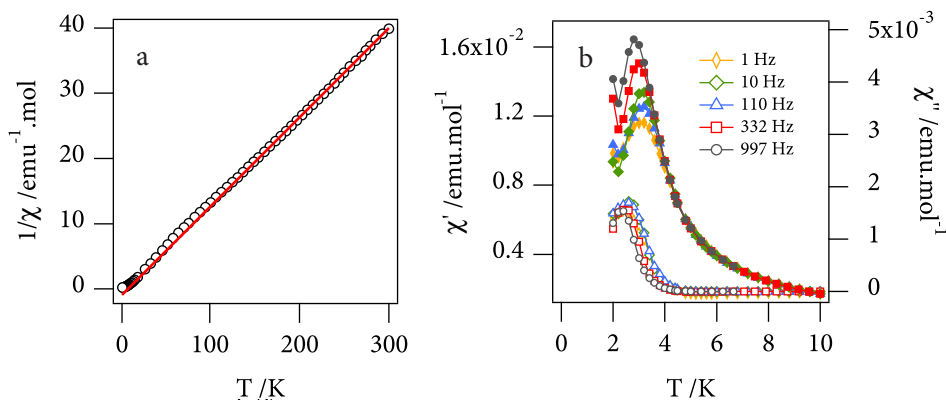 a
40
30
20
10
0
1/χ /emu⁻¹.mol
0
100
200
300
T /K
b
1.6x10⁻²
1.2
0.8
0.4
χ' /emu.mol⁻¹
1 Hz
10 Hz
110 Hz
332 Hz
997 Hz
5x10⁻³
4
3
2
1
0
χ'' /emu.mol⁻¹
0
2
4
6
8
10
T /K